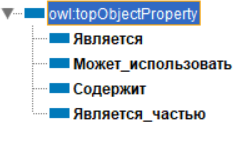 owl:topObjectProperty
Является
Может_использовать
Содержит
Является_частью